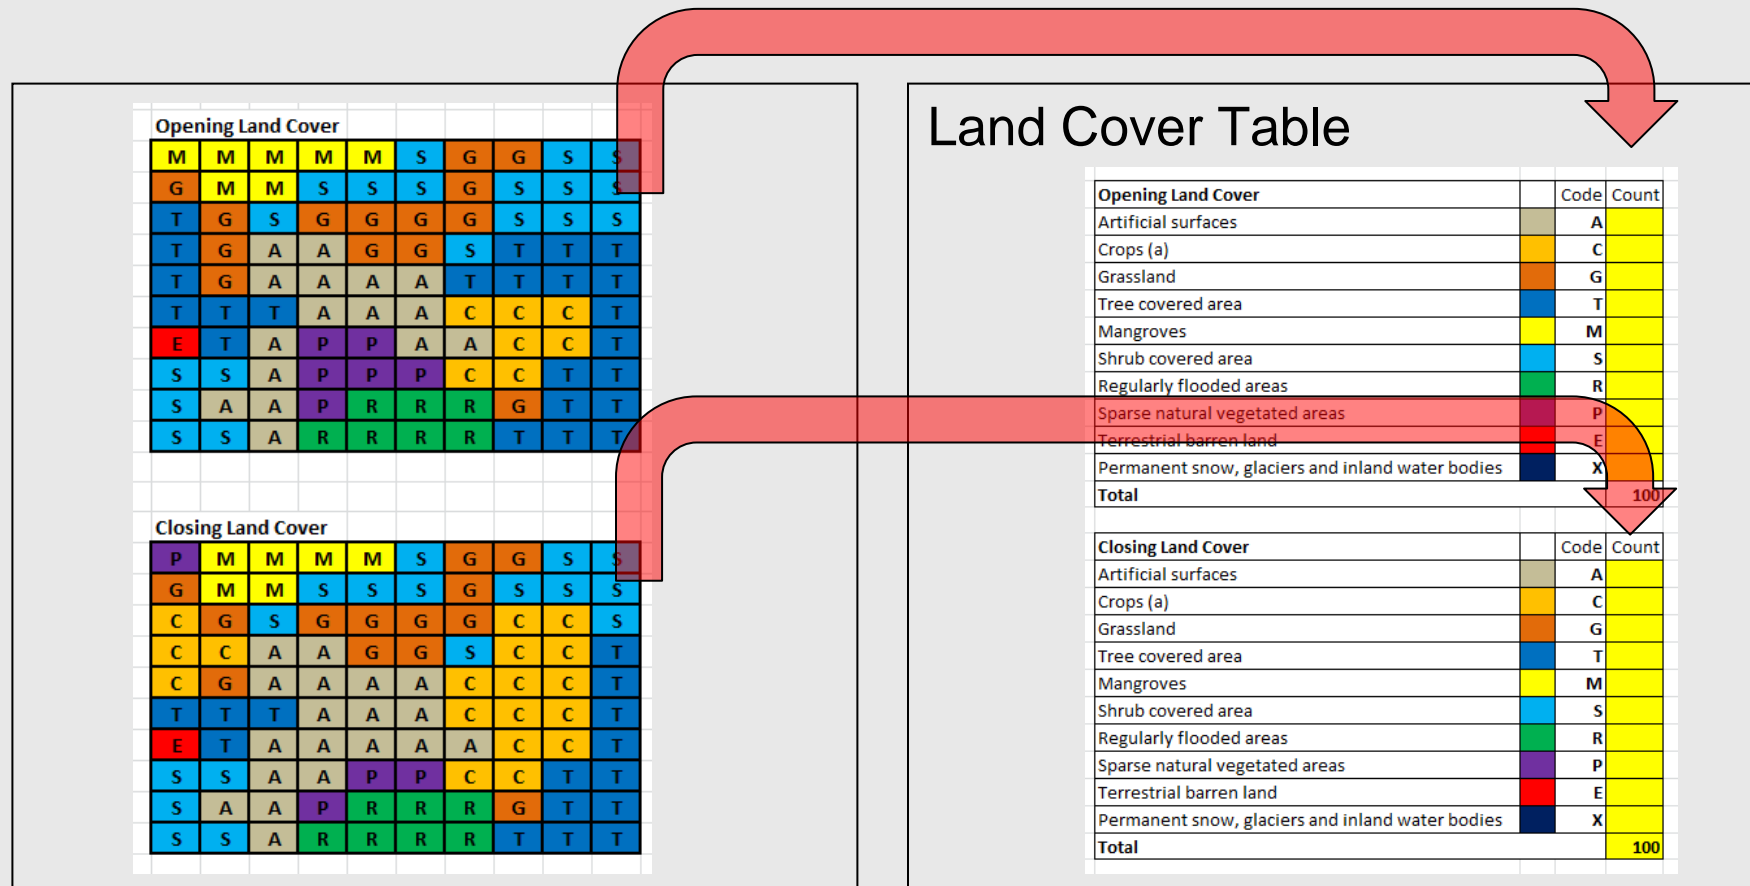 Opening Land Cover
M M M M M S G G S S
G M M S S S G S S S
T G S G G G G S S S
T G A A G G S T T T
T G A A A A T T T T
T T T A A A C C C T
E T A P P A A C C T
S S A P P P C C T T
S A A P R R R G T T
S S A R R R R T T T
Closing Land Cover
P M M M M S G G S S
G M M S S S G S S S
C G S G G G G C C S
C C A A G G S C C T
C G A A A A C C C T
T T T A A A C C C T
E T A A A A A C C T
S S A A P P C C T T
S A A P R R R G T T
S S A R R R R T T T
Land Cover Table
Opening Land Cover Code Count
Artificial surfaces A
Crops (a) C
Grassland G
Tree covered area T
Mangroves M
Shrub covered area S
Regularly flooded areas R
Sparse natural vegetated areas P
Terrestrial barren land E
Permanent snow, glaciers and inland water bodies X
Total 100
Closing Land Cover Code Count
Artificial surfaces A
Crops (a) C
Grassland G
Tree covered area T
Mangroves M
Shrub covered area S
Regularly flooded areas R
Sparse natural vegetated areas P
Terrestrial barren land E
Permanent snow, glaciers and inland water bodies X
Total 100